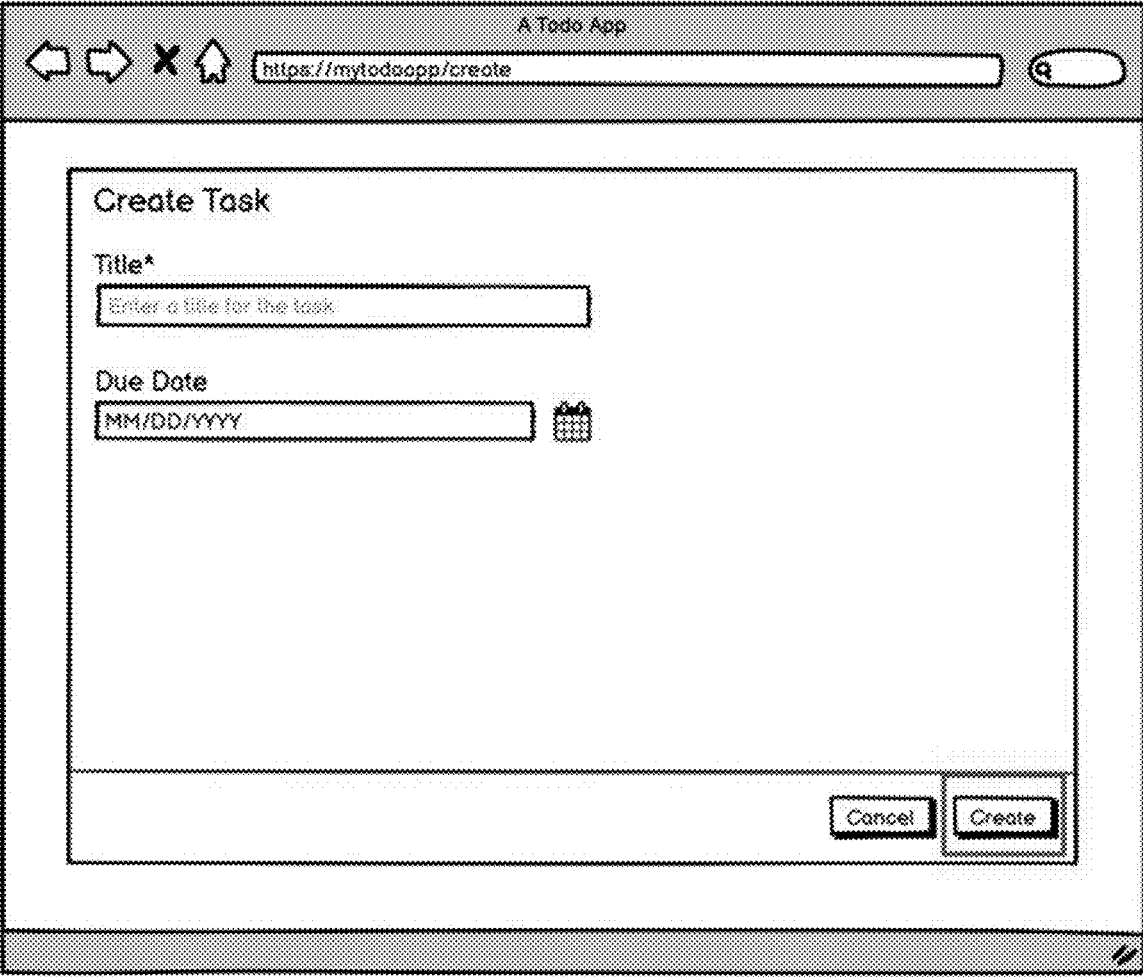 A Todo App
https://mytodoapp/create
Create Task
Title*
Enter a title for the task
Due Date
MM/DD/YYYY
Cancel
Create